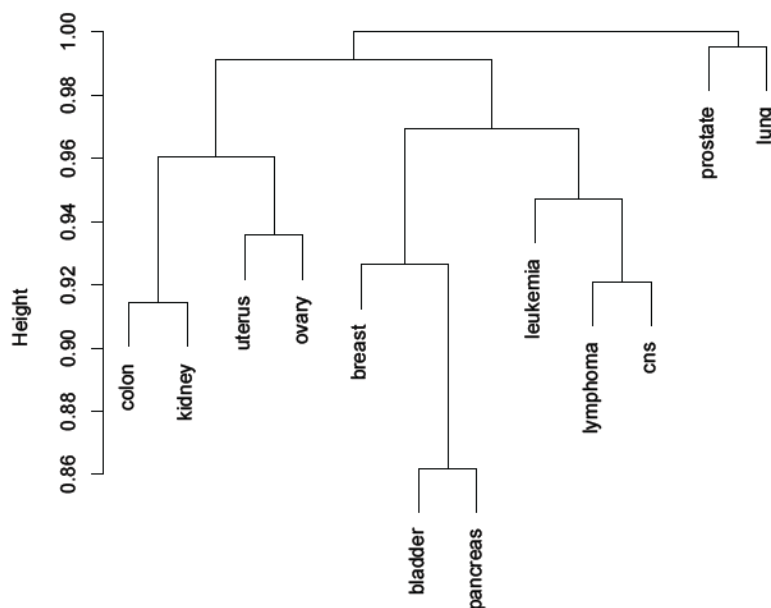 Height
1.00
0.98
0.96
0.94
0.92
0.90
0.88
0.86
colon
kidney
uterus
ovary
breast
bladder
pancreas
leukemia
lymphoma
cns
prostate
lung